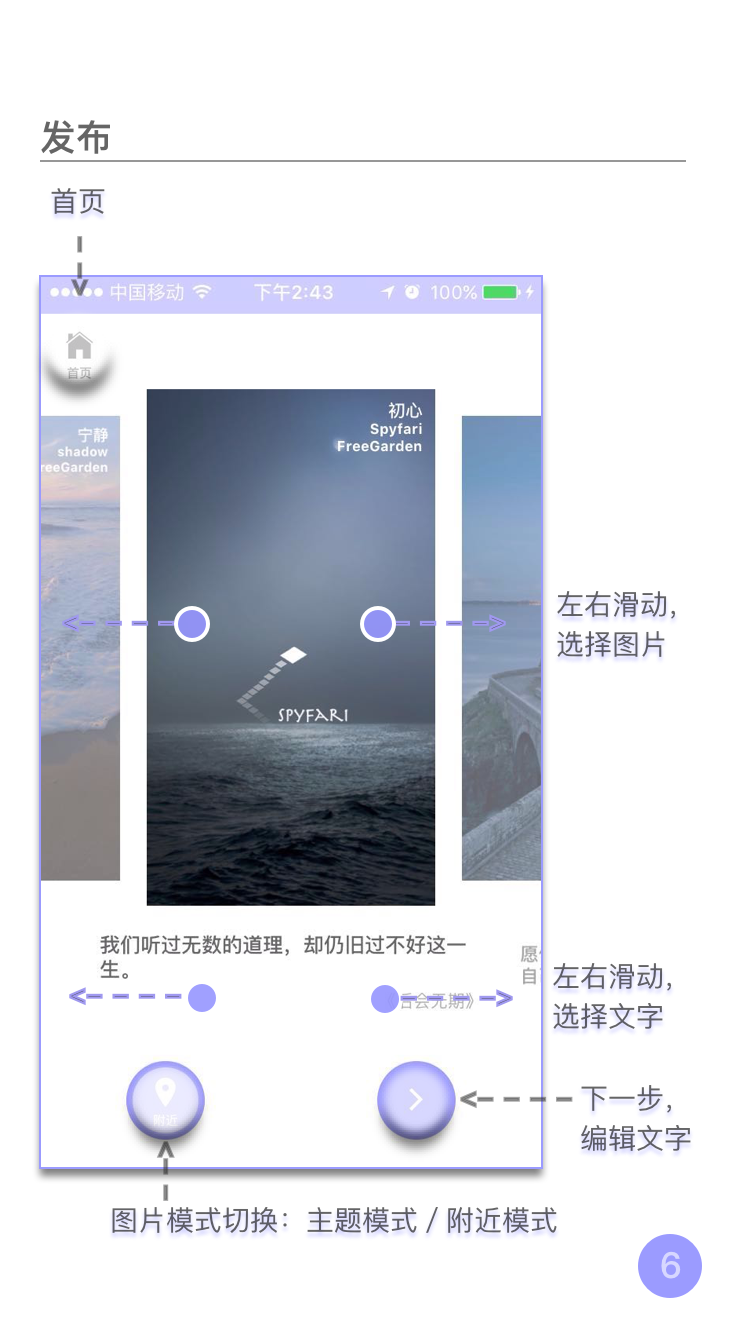 发布
首页
中国移动 下午2:43 100%
首页
初心
Spyfari
FreeGarden
宁静
shadow
reeGarden
SPYFARI
左右滑动，
选择图片
我们听过无数的道理，却仍旧过不好这一
生。
后会无期》
愿
自
左右滑动，
选择文字
附近
下一步，
编辑文字
图片模式切换：主题模式 / 附近模式
6